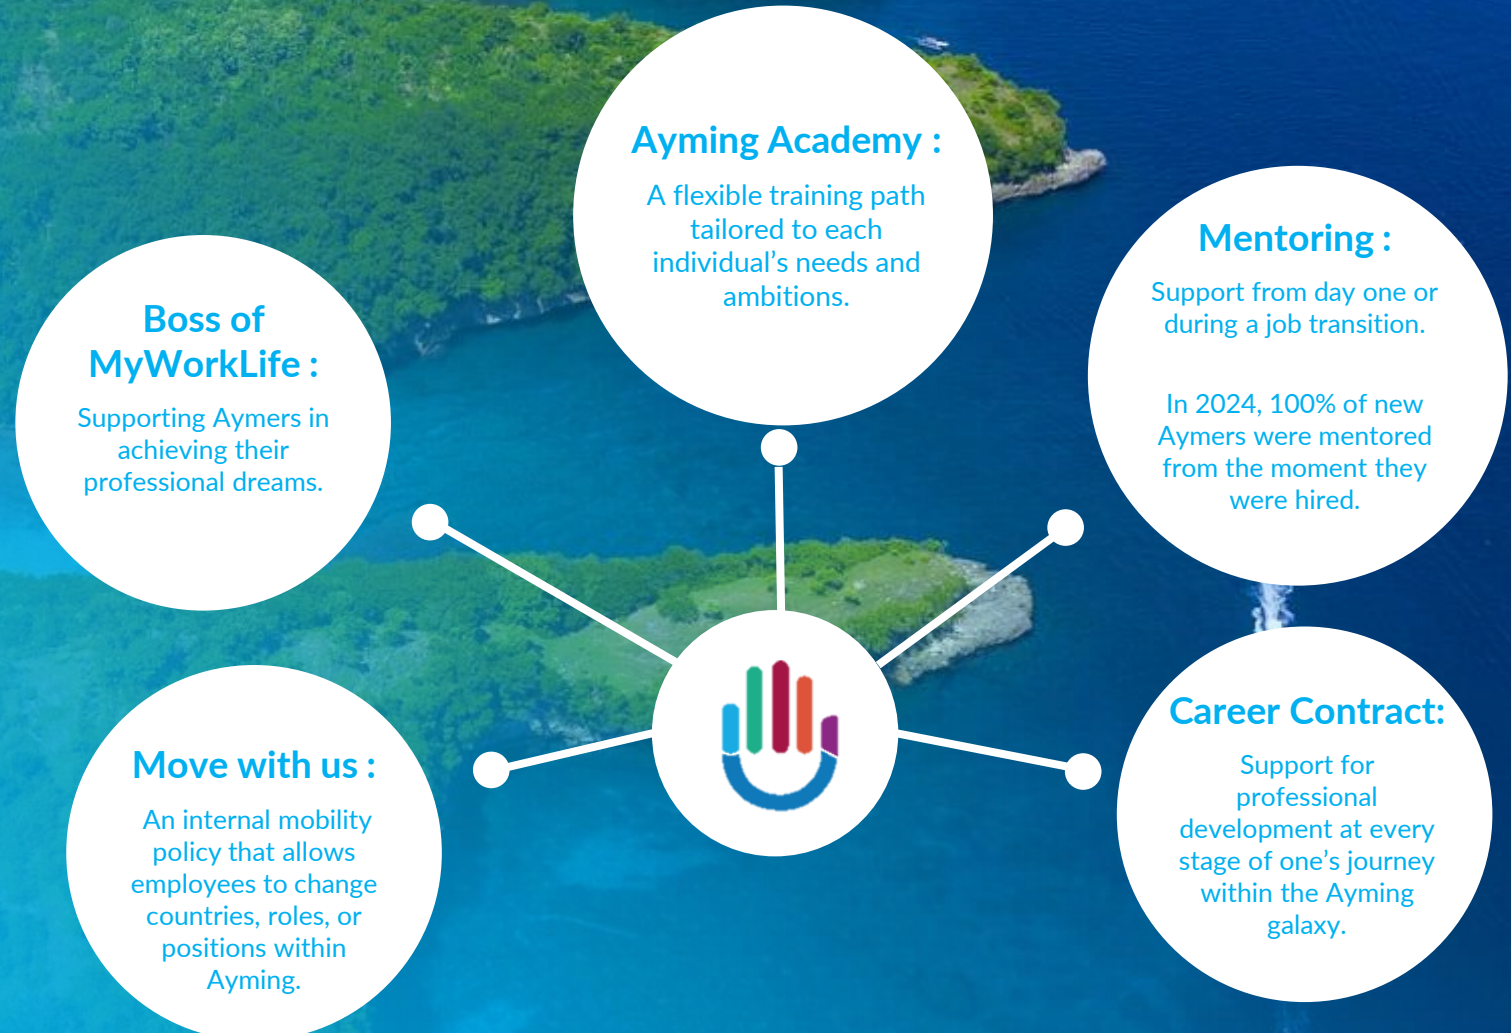 Ayming Academy :
A flexible training path
tailored to each
individual’s needs and
ambitions.
Mentoring :
Support from day one or
during a job transition.
In 2024, 100% of new
Aymers were mentored
from the moment they
were hired.
Boss of
MyWorkLife :
Supporting Aymers in
achieving their
professional dreams.
Move with us :
An internal mobility
policy that allows
employees to change
countries, roles, or
positions within
Ayming.
Career Contract:
Support for
professional
development at every
stage of one’s journey
within the Ayming
galaxy.